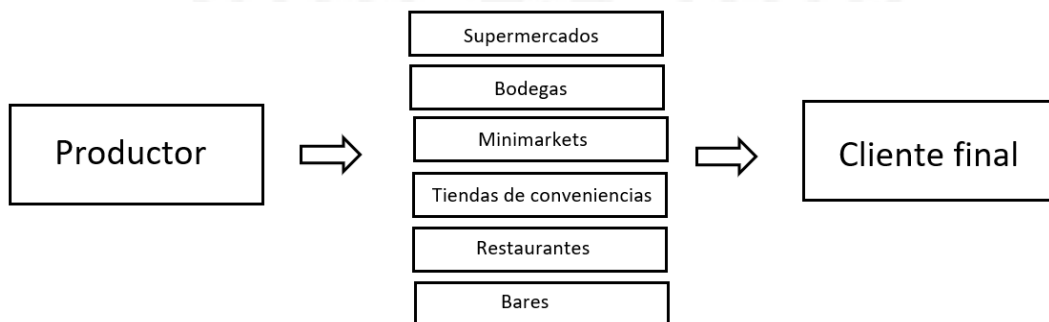 Supermercados
Bodegas
Productor
Minimarkets
Cliente final
Tiendas de conveniencias
Restaurantes
Bares